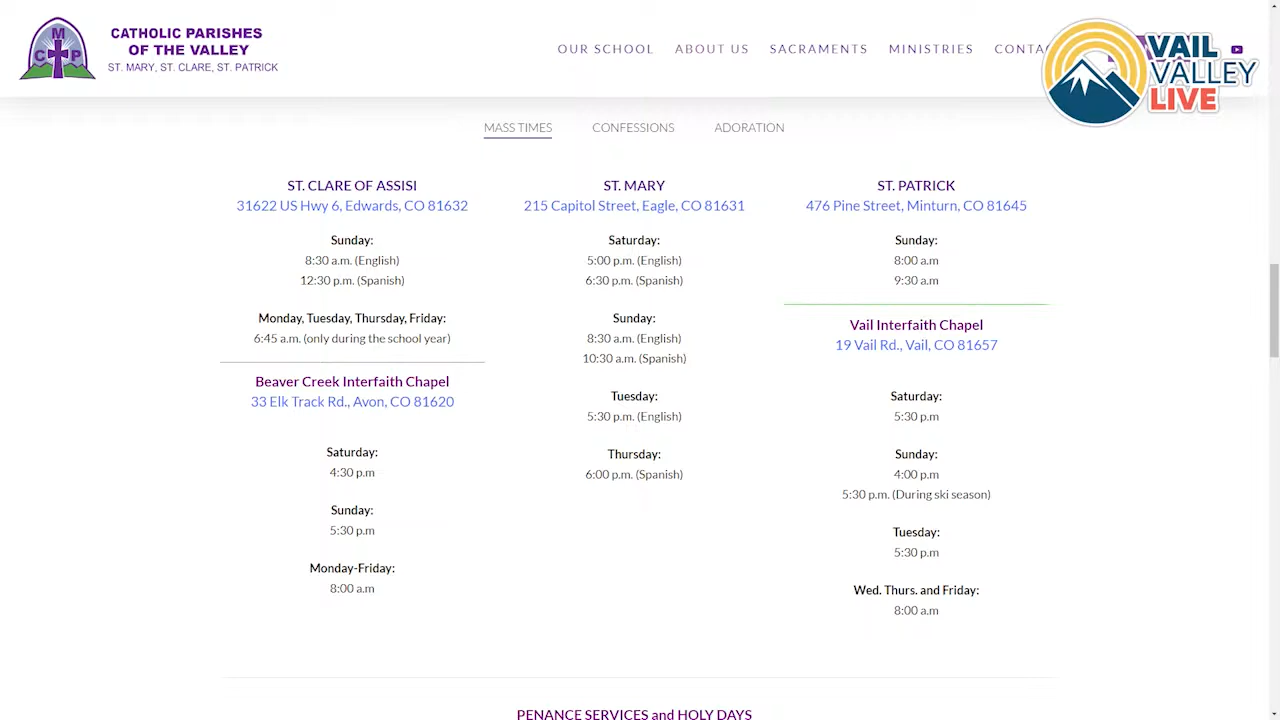 M
C P
CATHOLIC PARISHES
OF THE VALLEY
ST. MARY, ST. CLARE, ST. PATRICK
OUR SCHOOL
ABOUT US
SACRAMENTS
MINISTRIES
VAIL
VALLEY
LIVE
MASS TIMES
CONFESSIONS
ADORATION
ST. CLARE OF ASSISI
31622 US Hwy 6, Edwards, CO 81632
Sunday:
8:30 a.m. (English)
12:30 p.m. (Spanish)
Monday, Tuesday, Thursday, Friday:
6:45 a.m. (only during the school year)
Beaver Creek Interfaith Chapel
33 Elk Track Rd., Avon, CO 81620
Saturday:
4:30 p.m
Sunday:
5:30 p.m
Monday-Friday:
8:00 a.m
ST. MARY
215 Capitol Street, Eagle, CO 81631
Saturday:
5:00 p.m. (English)
6:30 p.m. (Spanish)
Sunday:
8:30 a.m. (English)
10:30 a.m. (Spanish)
Tuesday:
5:30 p.m. (English)
Thursday:
6:00 p.m. (Spanish)
ST. PATRICK
476 Pine Street, Minturn, CO 81645
Sunday:
8:00 a.m
9:30 a.m
Vail Interfaith Chapel
19 Vail Rd., Vail, CO 81657
Saturday:
5:30 p.m
Sunday:
4:00 p.m
5:30 p.m. (During ski season)
Tuesday:
5:30 p.m
Wed. Thurs. and Friday:
8:00 a.m
PENANCE SERVICES and HOLY DAYS